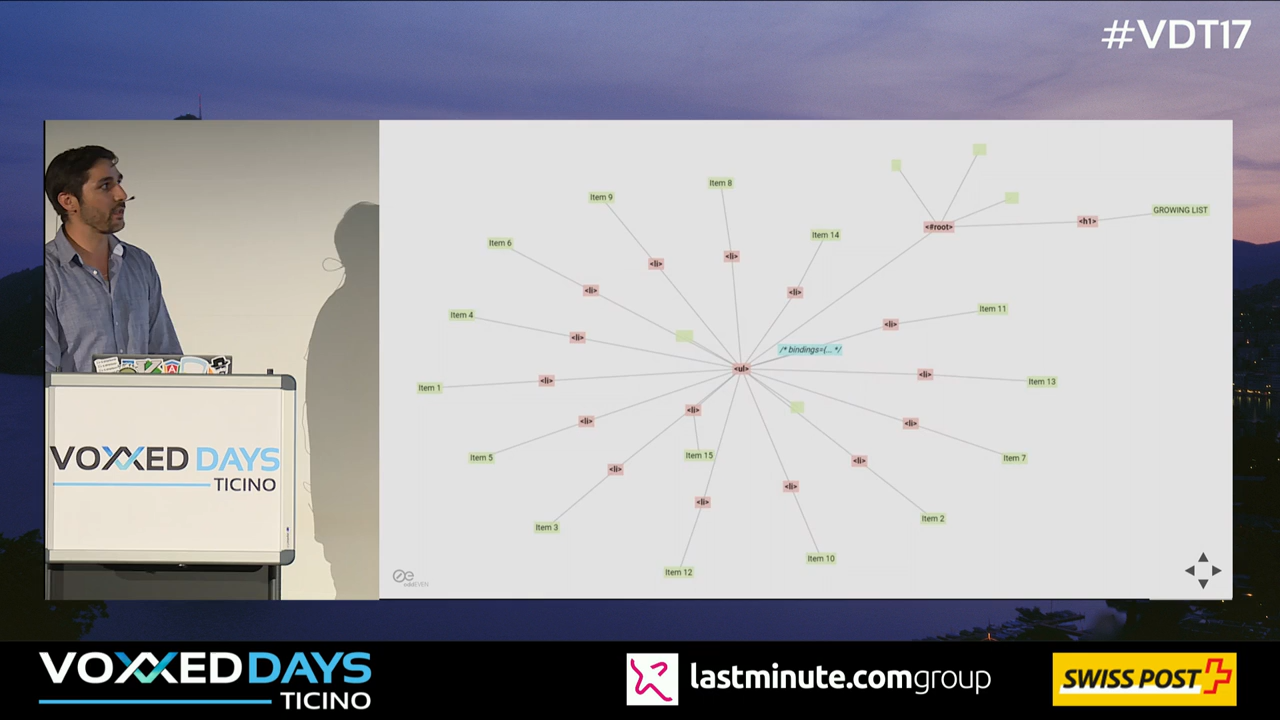 #VDT17
Item 8
Item 9
GROWING LIST
<h1>
<#root>
Item 14
Item 6
<li>
<li>
<li>
<li>
Item 11
Item 4
<li>
<li>
/* bindings={... */
<ul>
<li>
Item 13
Item 1
<li>
<li>
<li>
<li>
Item 5
Item 15
<li>
Item 7
<li>
<li>
<li>
Item 2
Item 3
Item 10
Item 12
oddEVEN
VOXXED DAYS
TICINO
VOXXED DAYS
TICINO
lastminute.comgroup
SWISS POST